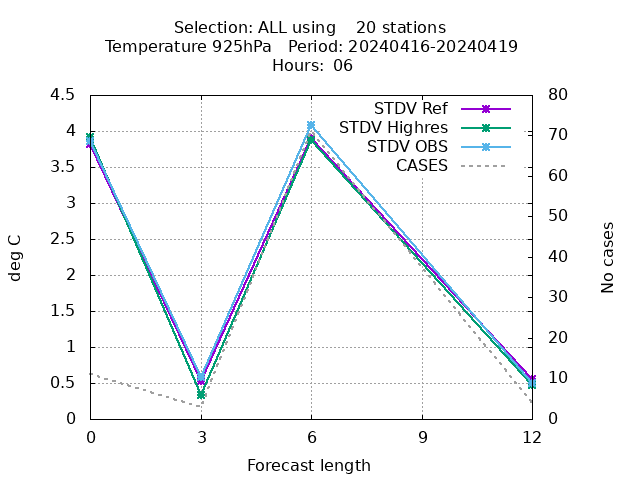 Selection: ALL using    20 stations
Temperature 925hPa   Period: 20240416-20240419
Hours:  06
4.5
4
3.5
3
2.5
2
1.5
1
0.5
0
80
70
60
50
40
30
20
10
0
STDV Ref
STDV Highres
STDV OBS
CASES
deg C
No cases
0 3 6 9 12
Forecast length